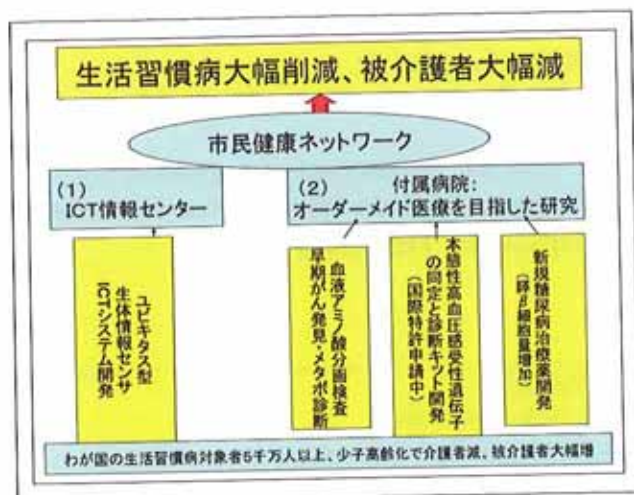 生活習慣病大幅削減、被介護者大幅減
市民健康ネットワーク
(1)
ICT情報センター
(2) 付属病院:
オーダーメイド医療を目指した研究
ユビキタス型
生体情報センサ
ICTシステム開発
血液アミノ酸分画検査
早期がん発見・メタボ診断
本態性高血圧感受性遺伝子
の同定と診断キット開発
(国際特許申請中)
新規糖尿病治療薬開発
(膵β細胞量増加)
わが国の生活習慣病対象者5千万人以上、少子高齢化で介護者減、被介護者大幅増